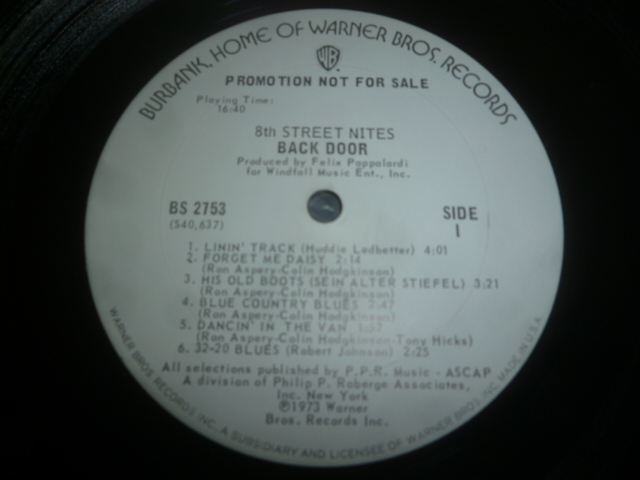 BURBANK, HOME OF WARNER BROS. RECORDS
WB
PROMOTION NOT FOR SALE
Playing Time:
16:40
8th STREET NITES
BACK DOOR
Produced by Felix Pappalardi
for Windfall Music Ent., Inc.
BS 2753
(S40,637)
SIDE
1
1. LININ' TRACK (Huddie Ledbetter) 4:01
2. FORGET ME DAISY 2:14
(Ron Aspery-Colin Hodgkinson)
3. HIS OLD BOOTS (SEIN ALTER STIEFEL) 3:21
(Ron Aspery-Colin Hodgkinson)
4. BLUE COUNTRY BLUES 2:47
(Ron Aspery-Colin Hodgkinson)
5. DANCIN' IN THE VAN
(Ron Aspery-Colin Hodgkinson-Tony Hicks)
6. 32-20 BLUES (Robert Johnson) 2:25
All selections published by P.P.R. Music - ASCAP
A division of Philip P. Roberge Associates,
Inc. New York
©1973 Warner
Bros. Records Inc.
WARNER BROS. RECORDS INC. A SUBSIDIARY AND LICENSEE OF WARNER BROS. INC. MADE IN U.S.A.